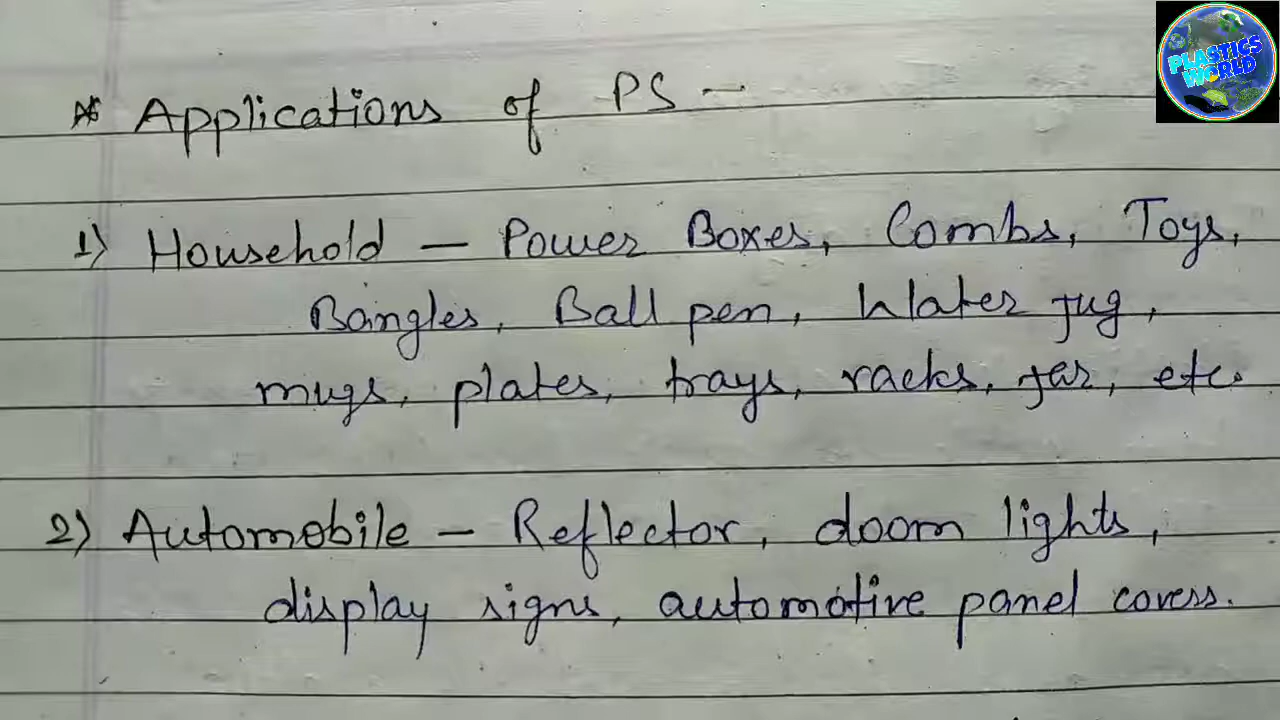 * Applications of PS -
1) Household - Power Boxes, Combs, Toys,
Bangles, Ball pen, Water jug,
mugs, plates, trays, racks, jar, etc.
2) Automobile - Reflector, doom lights,
display signs, automotive panel covers.
PLASTICS WORLD